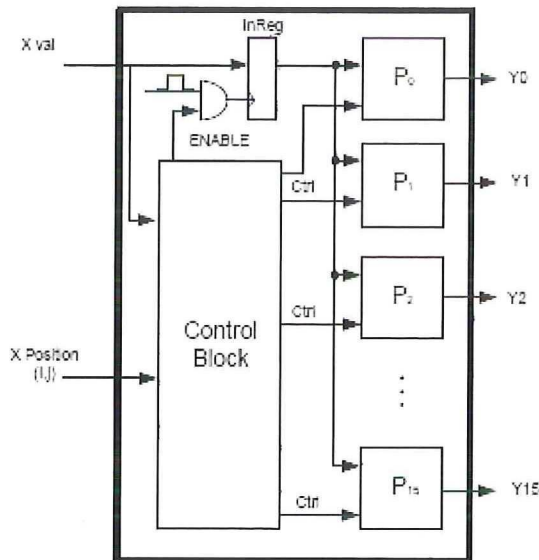 InReg
X val
P₀
Y0
ENABLE
Ctrl
P₁
Y1
Ctrl
P₂
Y2
Control
Block
X Position
(i,j)
Ctrl
P₁₅
Y15